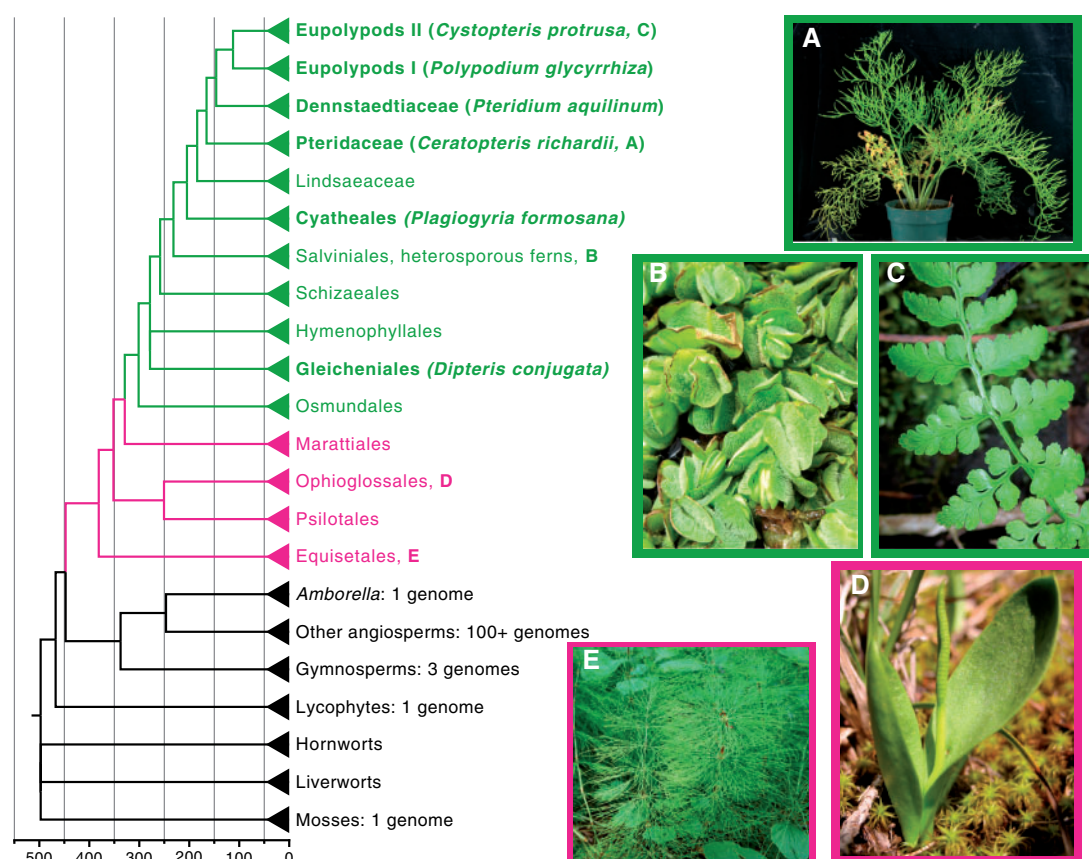 Eupolypods II (Cystopteris protrusa, C)
Eupolypods I (Polypodium glycyrrhiza)
Dennstaedtiaceae (Pteridium aquilinum)
Pteridaceae (Ceratopteris richardii, A)
Lindsaeaceae
Cyatheales (Plagiogyria formosana)
Salviniales, heterosporous ferns, B
Schizaeales
Hymenophyllales
Gleicheniales (Dipteris conjugata)
Osmundales
Marattiales
Ophioglossales, D
Psilotales
Equisetales, E
Amborella: 1 genome
Other angiosperms: 100+ genomes
Gymnosperms: 3 genomes
Lycophytes: 1 genome
Hornworts
Liverworts
Mosses: 1 genome
500 400 300 200 100 0
A
B
C
D
E